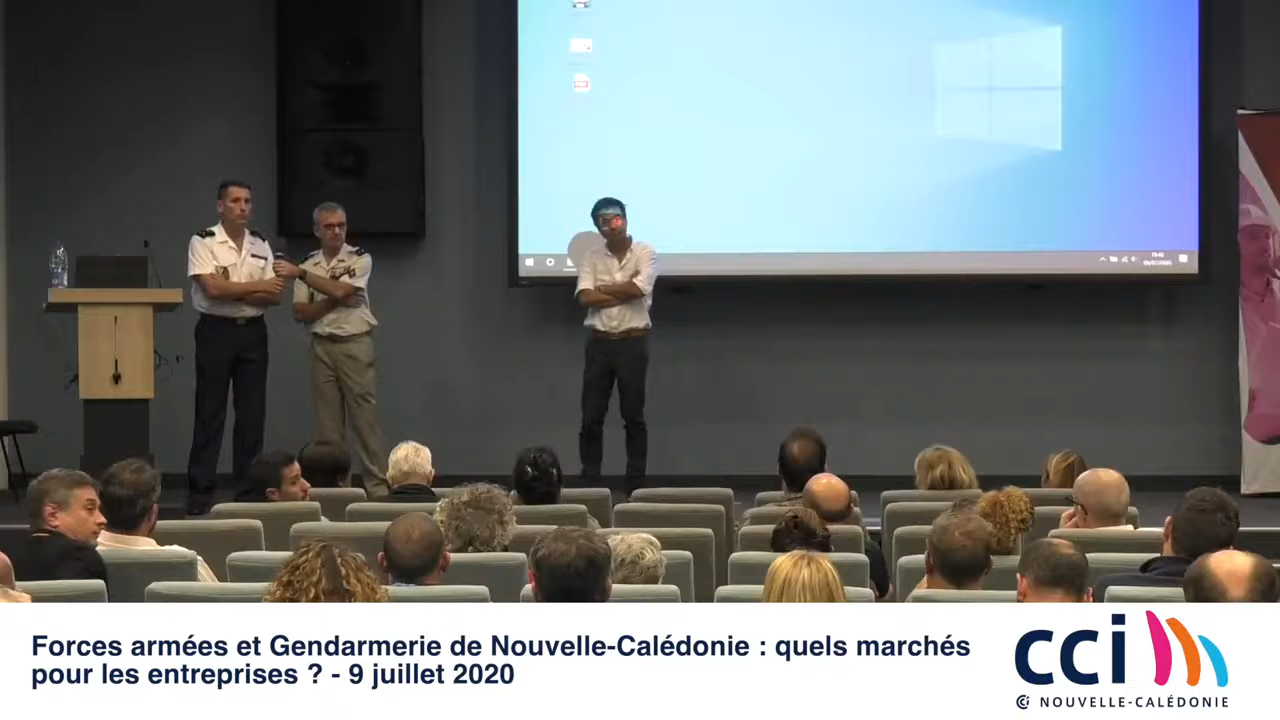 Forces armées et Gendarmerie de Nouvelle-Calédonie : quels marchés
pour les entreprises ? - 9 juillet 2020
cci
NOUVELLE-CALÉDONIE